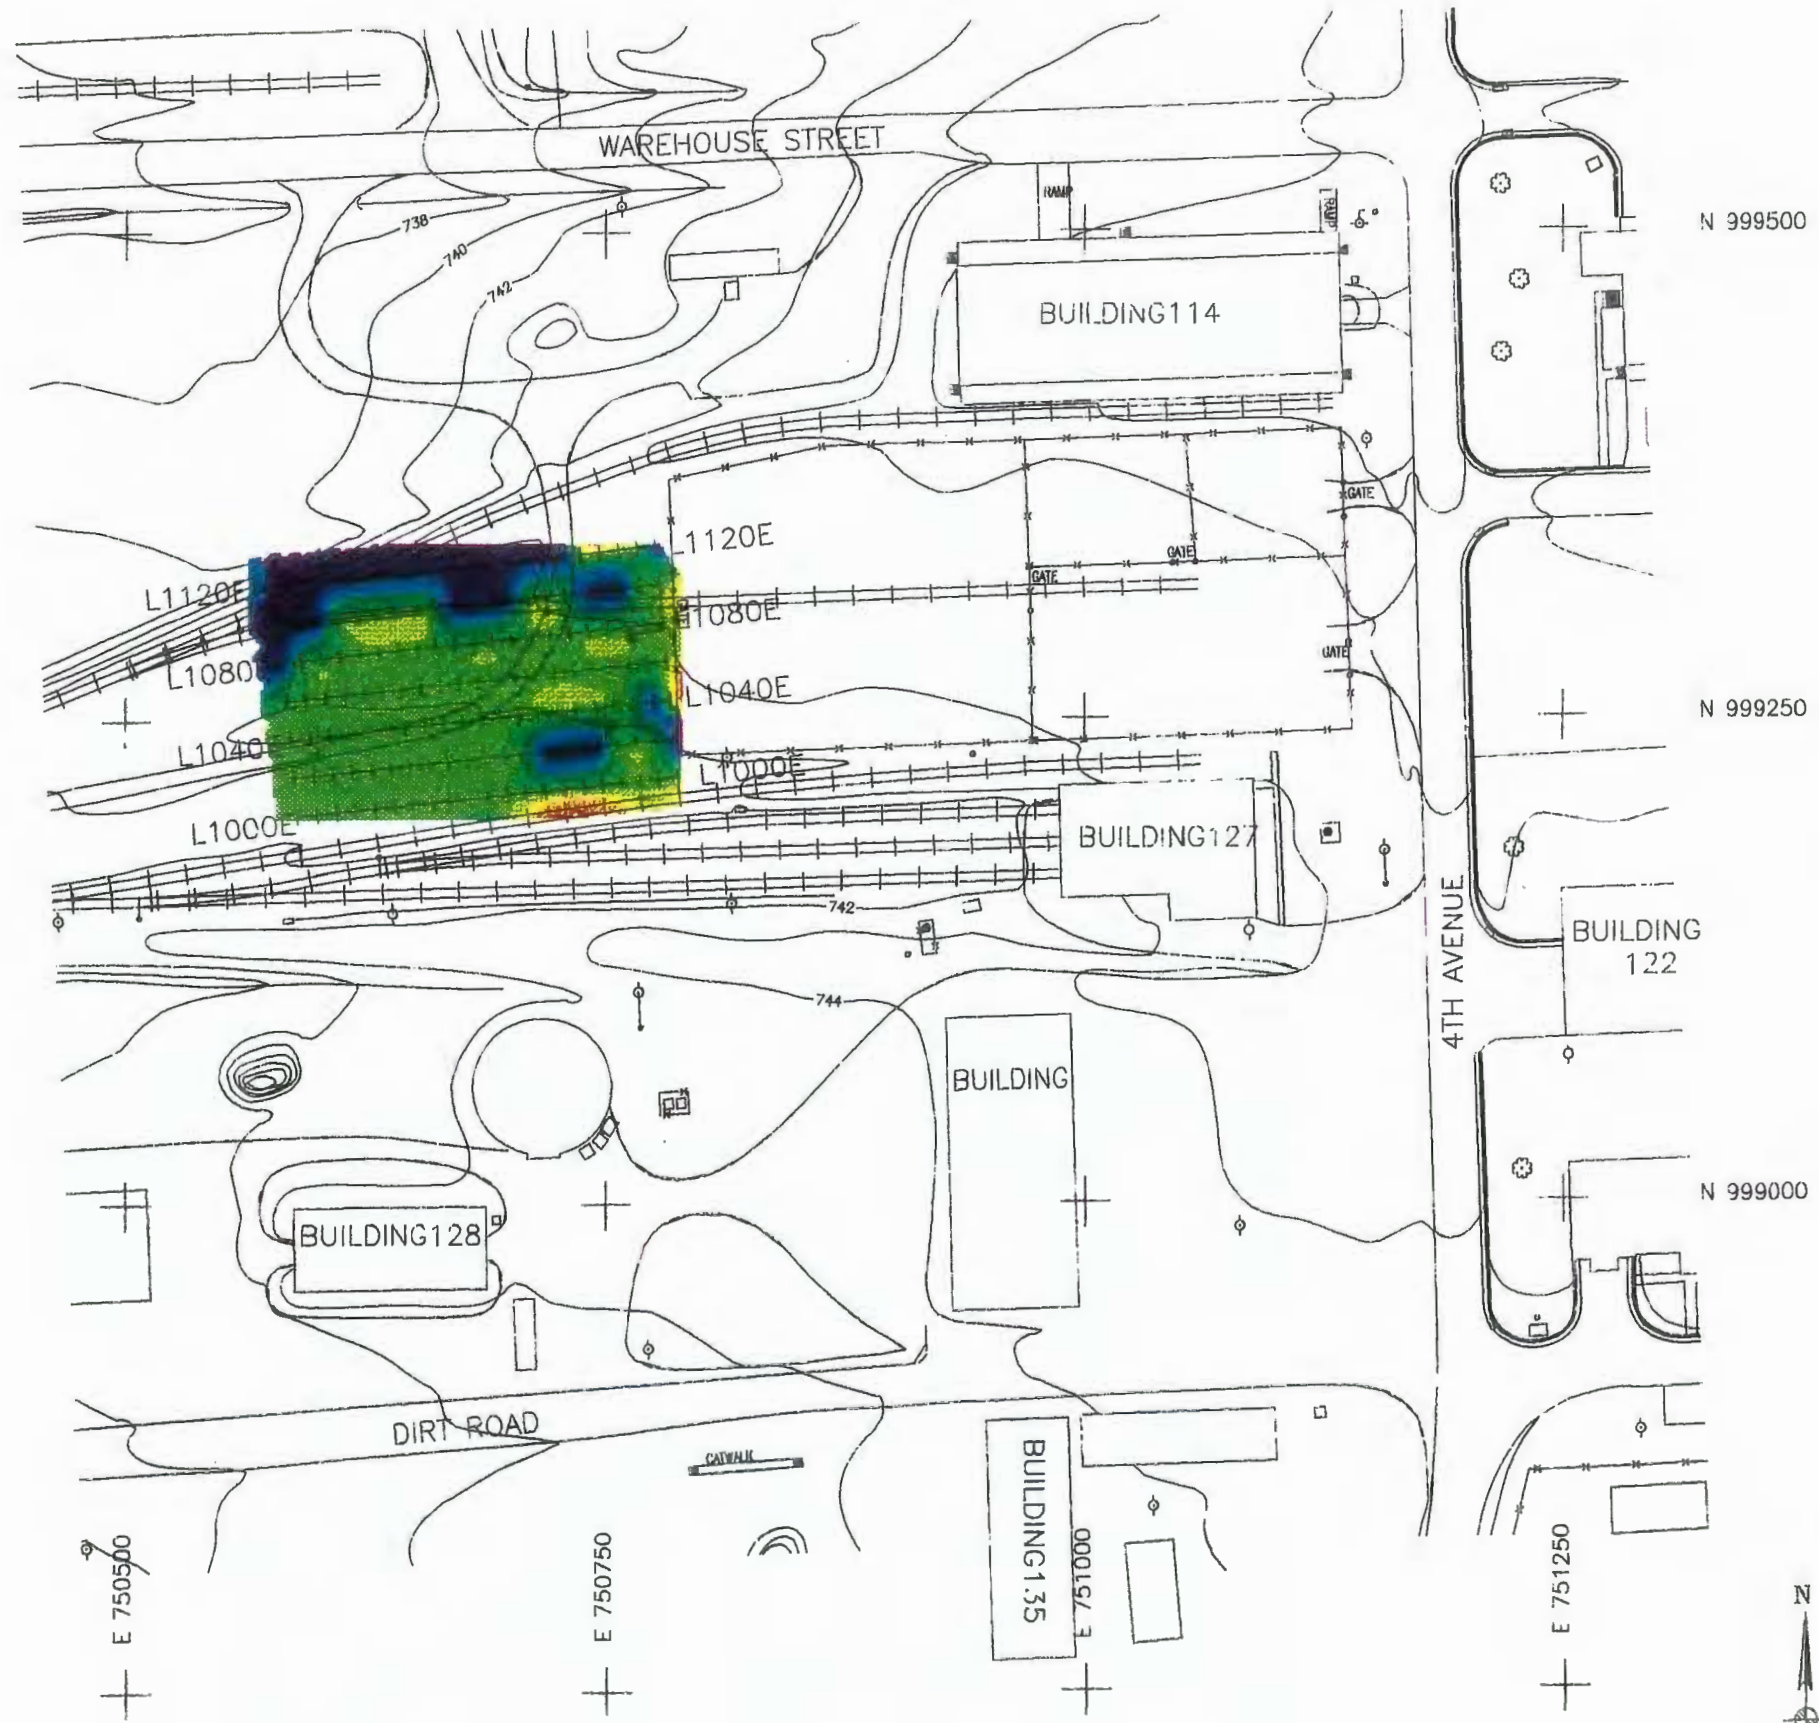 WAREHOUSE STREET
RAMP
RAMP
738
N 999500
740
742
BUILDING114
GATE
L1120E
GATE
GATE
L1120E
L1080E
GATE
L1080
L1040E
N 999250
L1040
L1000E
L1000E
BUILDING127
742
4TH AVENUE
BUILDING
122
744
BUILDING
N 999000
BUILDING128
DIRT ROAD
CATWALK
BUILDING135
E 750500
E 750750
E 751000
E 751250
N